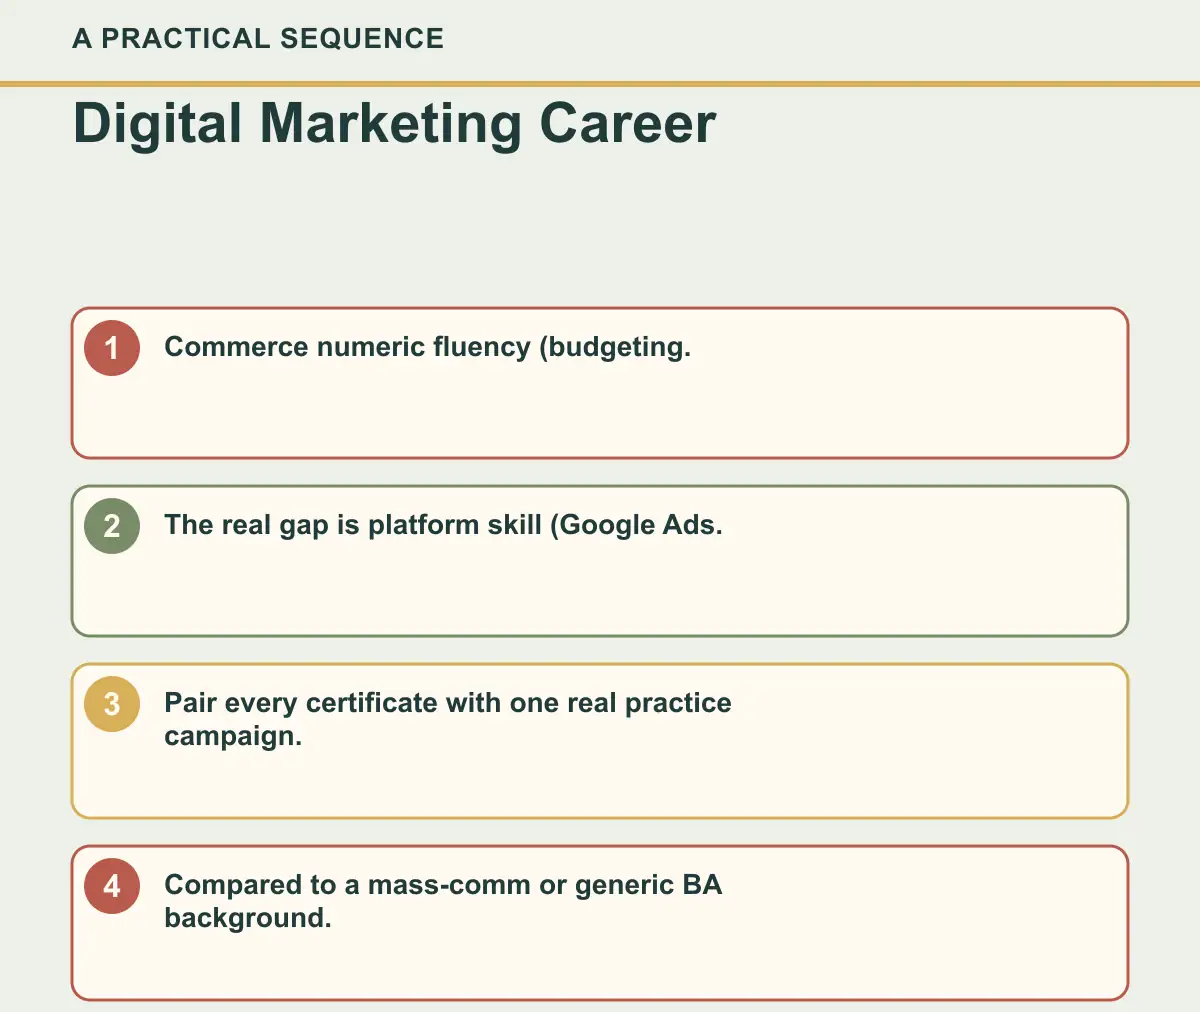 A PRACTICAL SEQUENCE
Digital Marketing Career
1
Commerce numeric fluency (budgeting.
2
The real gap is platform skill (Google Ads.
3
Pair every certificate with one real practice
campaign.
4
Compared to a mass-comm or generic BA
background.